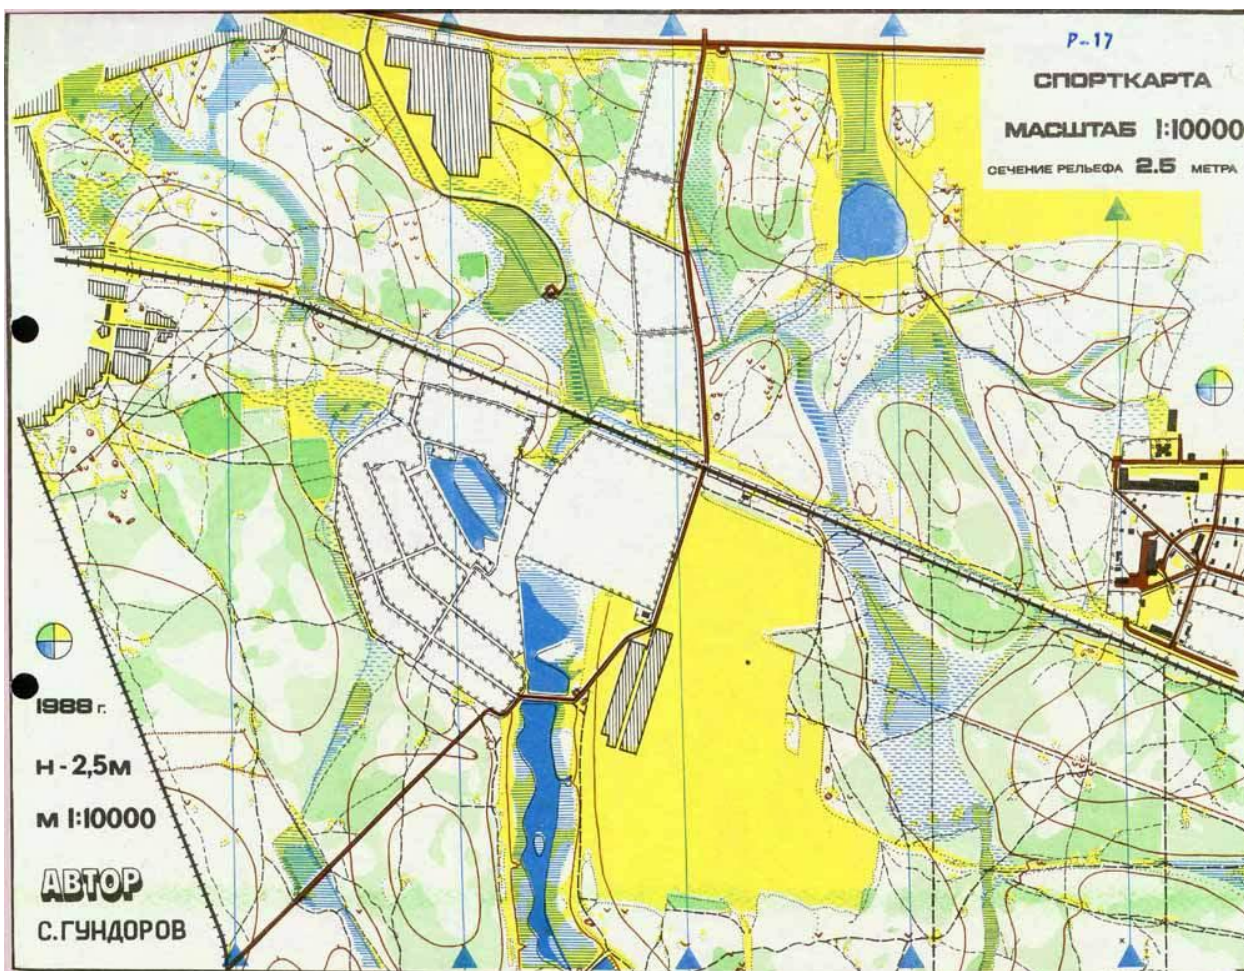 Р-17
СПОРТКАРТА
МАСШТАБ 1:10000
СЕЧЕНИЕ РЕЛЬЕФА 2.5 МЕТРА
1988 г.
Н-2,5м
м 1:10000
АВТОР
С.ГУНДОРОВ